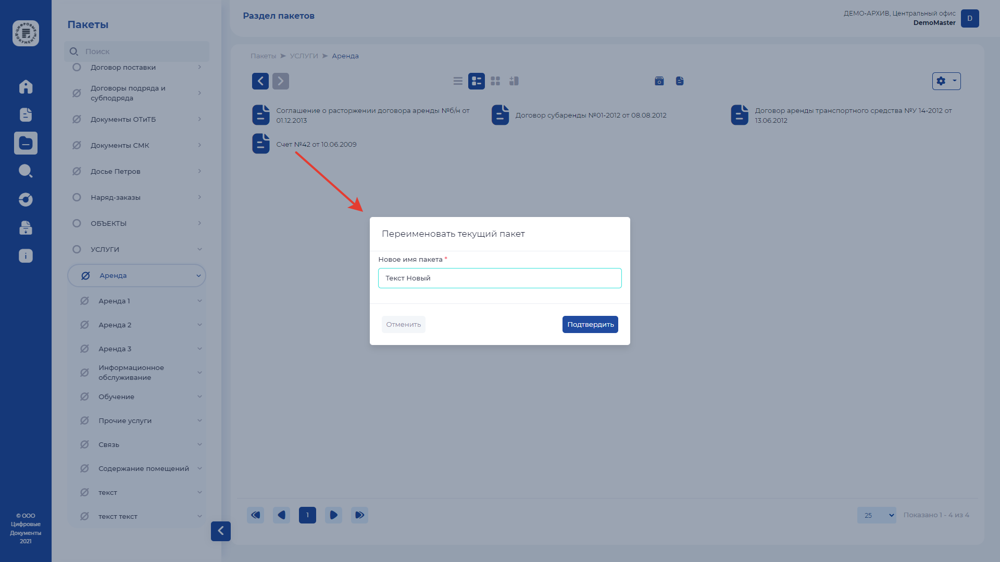 ЦИФРОВЫЕ ДОКУМЕНТЫ
© ООО
Цифровые
Документы
2021
Пакеты
Поиск
Договор поставки
Договоры подряда и
субподряда
Документы ОТиТБ
Документы СМК
Досье Петров
Наряд-заказы
ОБЪЕКТЫ
УСЛУГИ
Аренда
Аренда 1
Аренда 2
Аренда 3
Информационное
обслуживание
Обучение
Прочие услуги
Связь
Содержание помещений
текст
текст текст
Раздел пакетов
ДЕМО-АРХИВ, Центральный офис
DemoMaster
D
Пакеты ➤ УСЛУГИ ➤ Аренда
Соглашение о расторжении договора аренды №б/н от
01.12.2013
Договор субаренды №01-2012 от 08.08.2012
Договор аренды транспортного средства №У 14-2012 от
13.06.2012
Счет №42 от 10.06.2009
Переименовать текущий пакет
Новое имя пакета *
Текст Новый
Отменить
Подтвердить
1
25
Показано 1 - 4 из 4